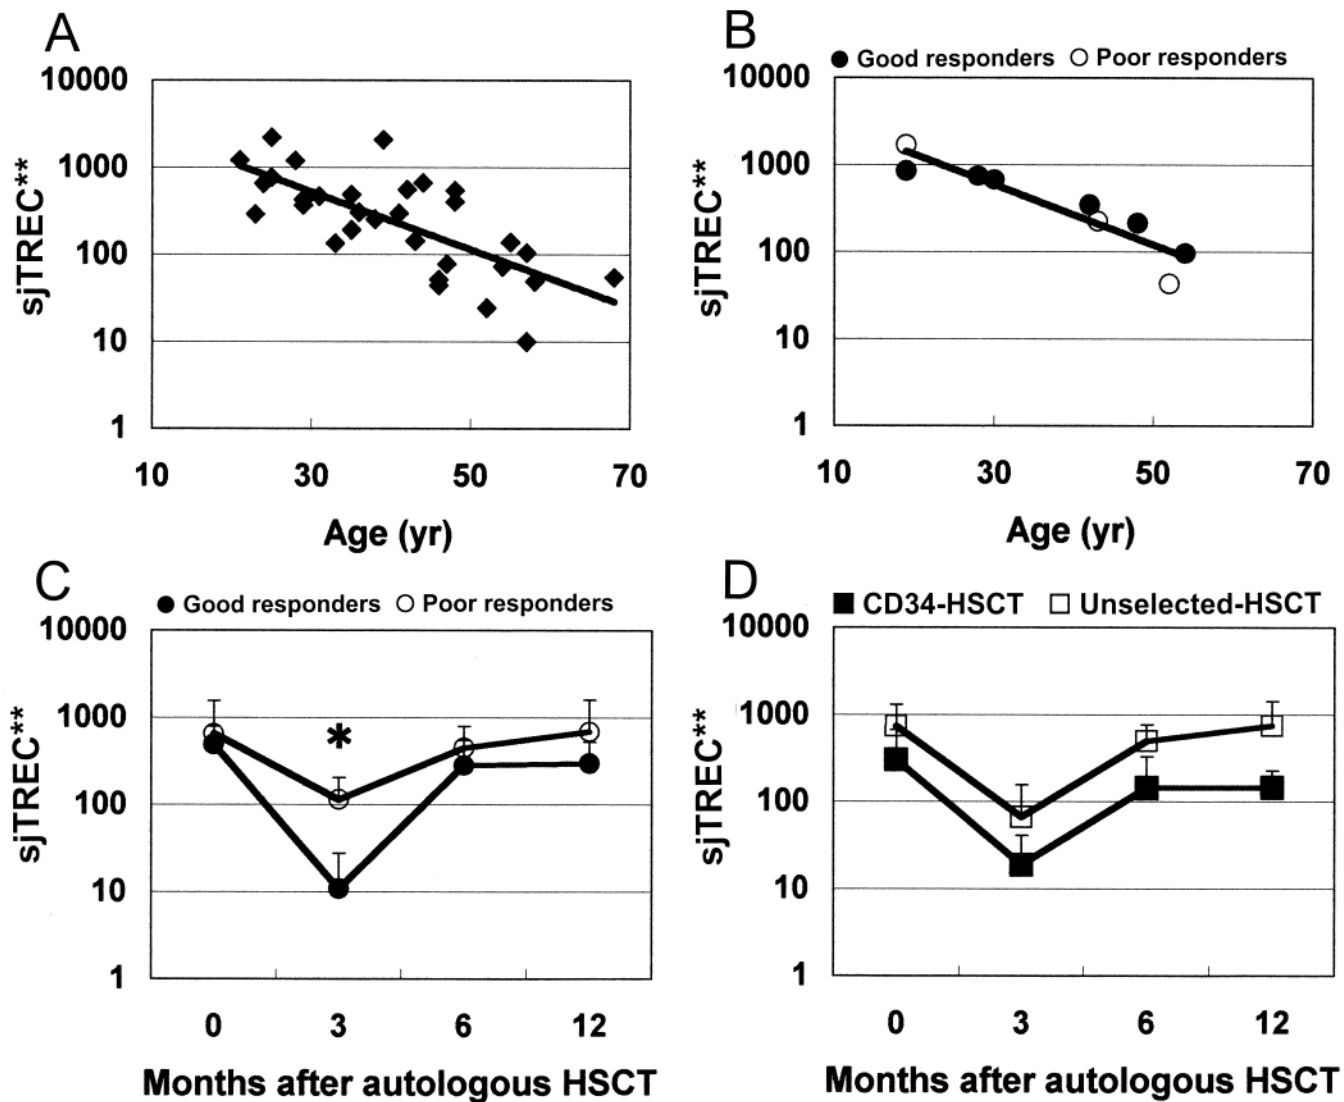 A
sjTREC**
10000
1000
100
10
1
10 30 50 70
Age (yr)
B
● Good responders ○ Poor responders
sjTREC**
10000
1000
100
10
1
10 30 50 70
Age (yr)
C
● Good responders ○ Poor responders
sjTREC**
10000
1000
100
10
1
*
0 3 6 12
Months after autologous HSCT
D
■ CD34-HSCT □ Unselected-HSCT
sjTREC**
10000
1000
100
10
1
0 3 6 12
Months after autologous HSCT